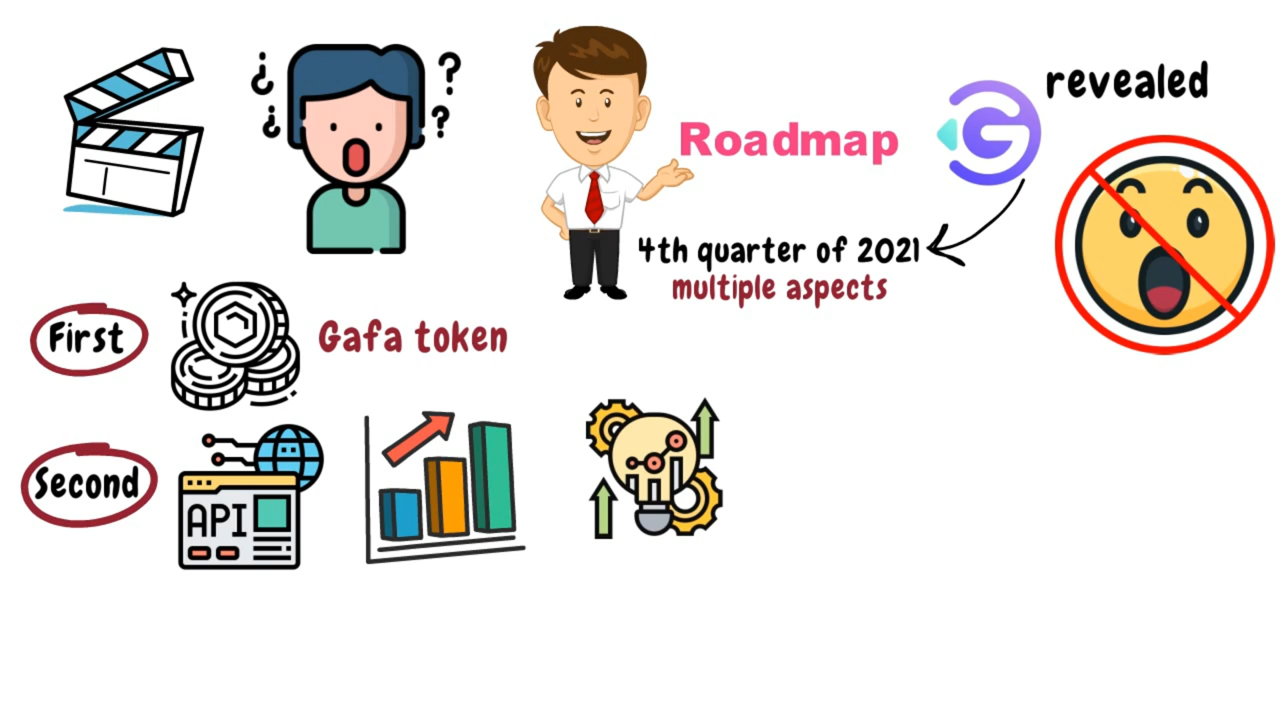 ¿ ?
¿ ?
revealed
Roadmap
G
4th quarter of 2021
multiple aspects
First
Gafa token
Second
API